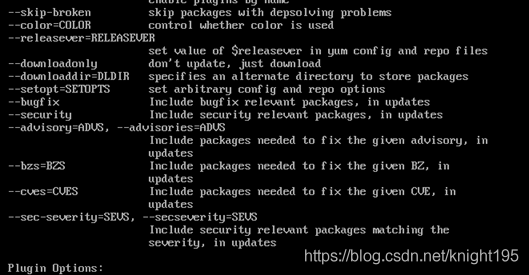 enable plugins by name
--skip-broken skip packages with depsolving problems
--color=COLOR control whether color is used
--releasever=RELEASEVER
set value of $releasever in yum config and repo files
--downloadonly don't update, just download
--downloaddir=DLDIR specifies an alternate directory to store packages
--setopt=SETOPTS set arbitrary config and repo options
--bugfix Include bugfix relevant packages, in updates
--security Include security relevant packages, in updates
--advisory=ADVS, --advisories=ADVS
Include packages needed to fix the given advisory, in
updates
--bzs=BZS Include packages needed to fix the given BZ, in
updates
--cves=CVES Include packages needed to fix the given CVE, in
updates
--sec-severity=SEVS, --secseverity=SEVS
Include security relevant packages matching the
severity, in updates
https://blog.csdn.net/knight195
Plugin Options: